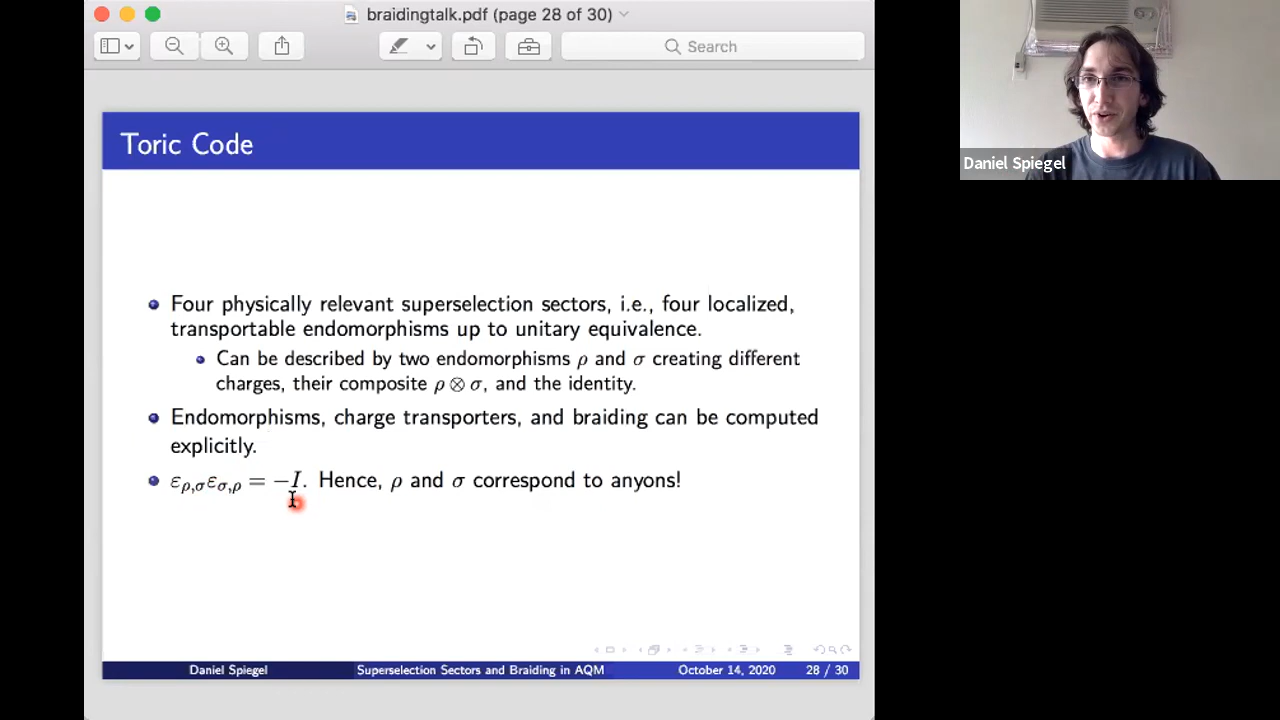 braidingtalk.pdf (page 28 of 30)
Search
Daniel Spiegel
Toric Code
Four physically relevant superselection sectors, i.e., four localized,
transportable endomorphisms up to unitary equivalence.
Can be described by two endomorphisms ρ and σ creating different
charges, their composite ρ ⊗ σ, and the identity.
Endomorphisms, charge transporters, and braiding can be computed
explicitly.
ε_{ρ,σ}ε_{σ,ρ} = −I. Hence, ρ and σ correspond to anyons!
Daniel Spiegel Superselection Sectors and Braiding in AQM October 14, 2020 28 / 30